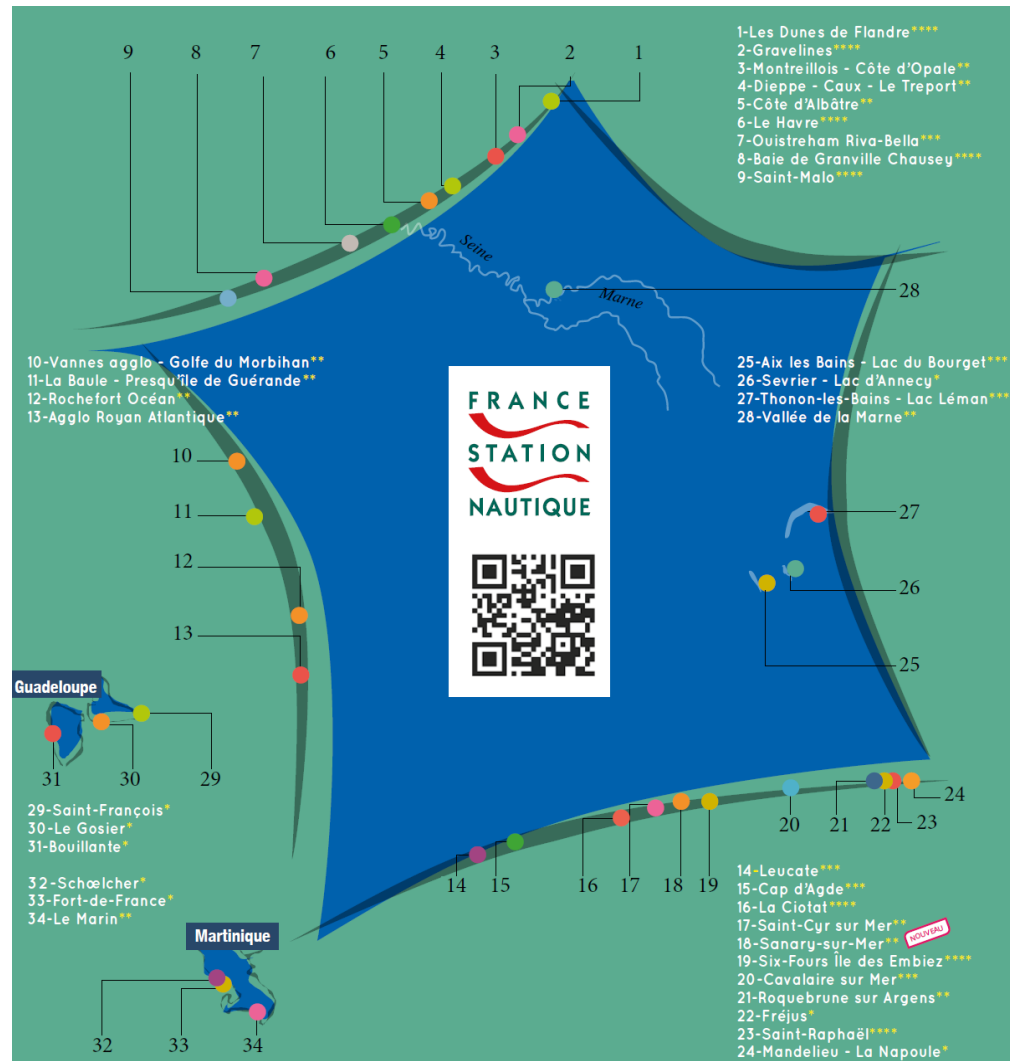 9 8 7 6 5 4 3 2 1
1-Les Dunes de Flandre****
2-Gravelines****
3-Montreillois - Côte d'Opale**
4-Dieppe - Caux - Le Treport**
5-Côte d'Albâtre**
6-Le Havre****
7-Ouistreham Riva-Bella***
8-Baie de Granville Chausey****
9-Saint-Malo****
Seine
Marne
28
10-Vannes agglo - Golfe du Morbihan**
11-La Baule - Presqu'île de Guérande**
12-Rochefort Océan**
13-Agglo Royan Atlantique**
25-Aix les Bains - Lac du Bourget***
26-Sevrier - Lac d'Annecy*
27-Thonon-les-Bains - Lac Léman***
28-Vallée de la Marne**
FRANCE
STATION
NAUTIQUE
10
11
12
13
27
26
25
Guadeloupe
31 30 29
29-Saint-François*
30-Le Gosier*
31-Bouillante*
32-Schœlcher*
33-Fort-de-France*
34-Le Marin**
Martinique
32 33 34
14 15 16 17 18 19 20 21 22 23 24
14-Leucate***
15-Cap d'Agde***
16-La Ciotat****
17-Saint-Cyr sur Mer**
18-Sanary-sur-Mer** NOUVEAU
19-Six-Fours Île des Embiez****
20-Cavalaire sur Mer***
21-Roquebrune sur Argens**
22-Fréjus*
23-Saint-Raphaël****
24-Mandelieu - La Napoule*